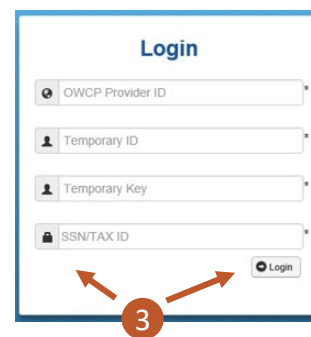 Login
OWCP Provider ID *
Temporary ID *
Temporary Key *
SSN/TAX ID *
Login
3